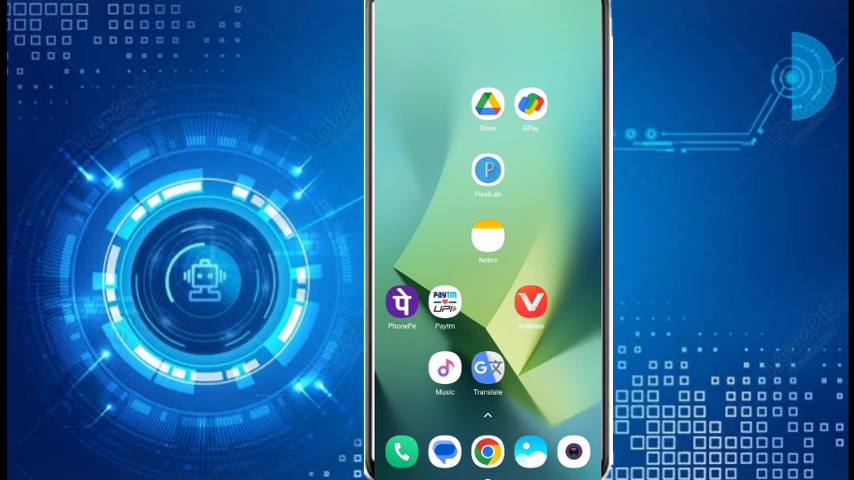 Drive GPay
PixelLab
Notes
पे Paytm UPI
PhonePe Paytm VidMate
G
Music Translate